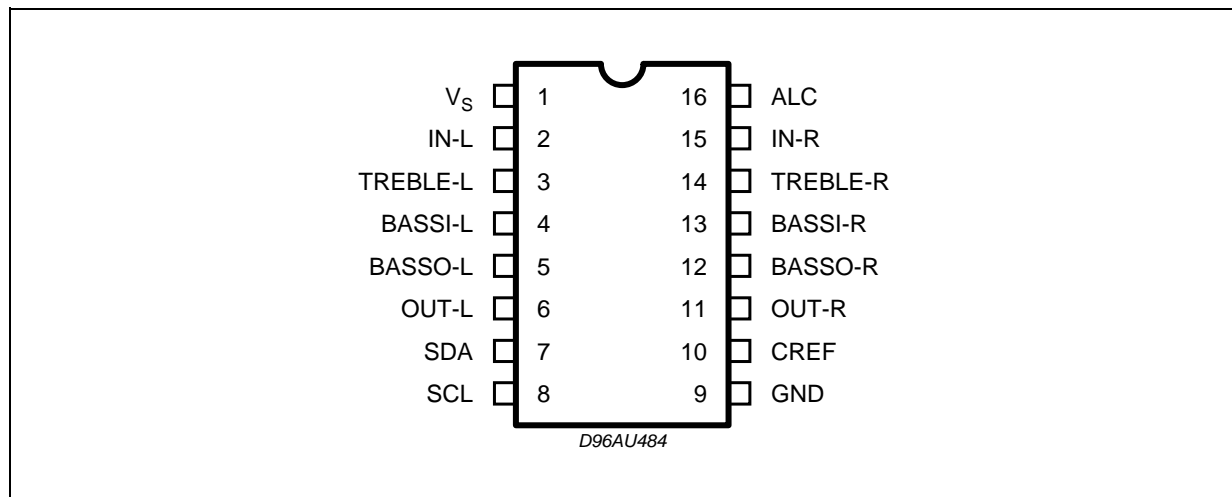 V_S 1 16 ALC
IN-L 2 15 IN-R
TREBLE-L 3 14 TREBLE-R
BASSI-L 4 13 BASSI-R
BASSO-L 5 12 BASSO-R
OUT-L 6 11 OUT-R
SDA 7 10 CREF
SCL 8 9 GND
D96AU484